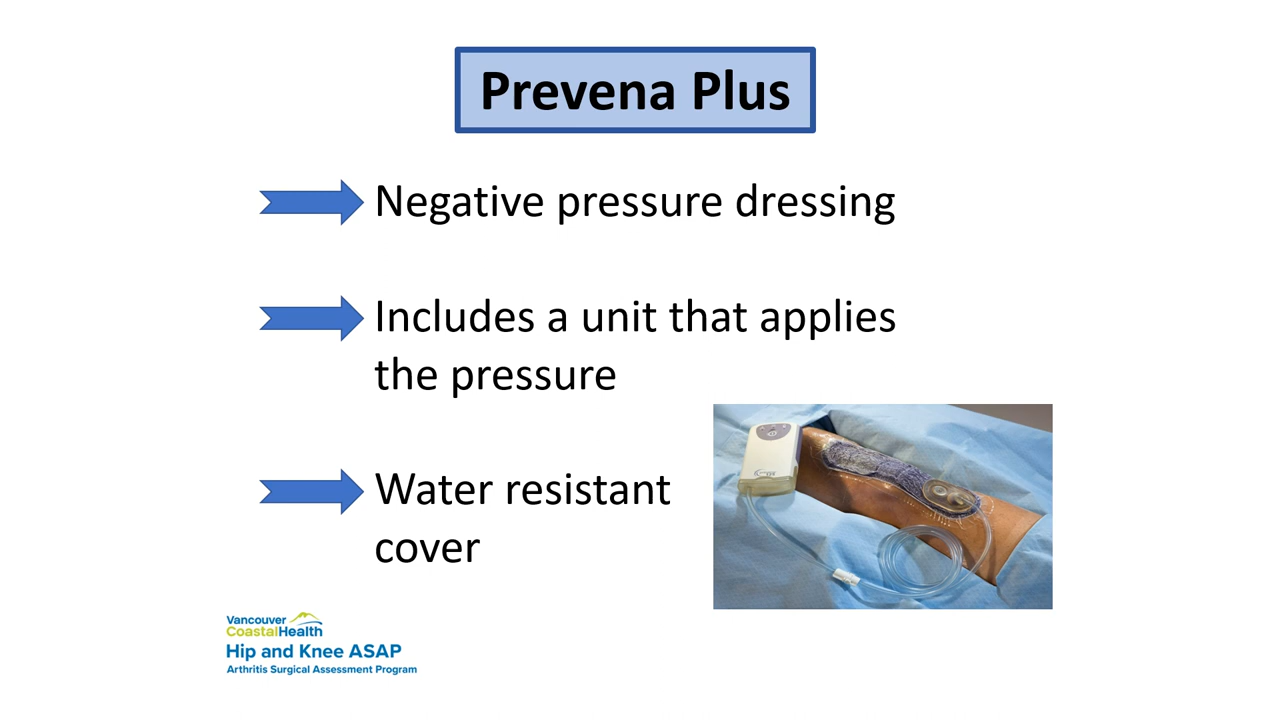 Prevena Plus
Negative pressure dressing
Includes a unit that applies
the pressure
Water resistant
cover
Vancouver
CoastalHealth
Hip and Knee ASAP
Arthritis Surgical Assessment Program